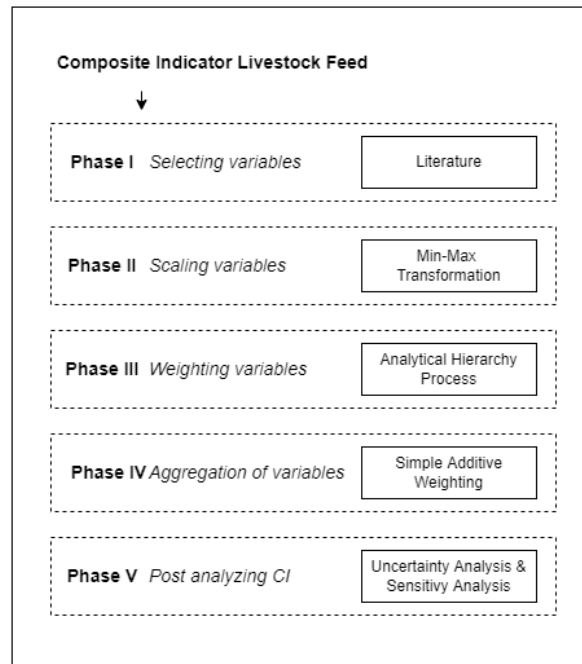 Composite Indicator Livestock Feed
Phase I Selecting variables
Literature
Phase II Scaling variables
Min-Max
Transformation
Phase III Weighting variables
Analytical Hierarchy
Process
Phase IV Aggregation of variables
Simple Additive
Weighting
Phase V Post analyzing CI
Uncertainty Analysis &
Sensitivy Analysis